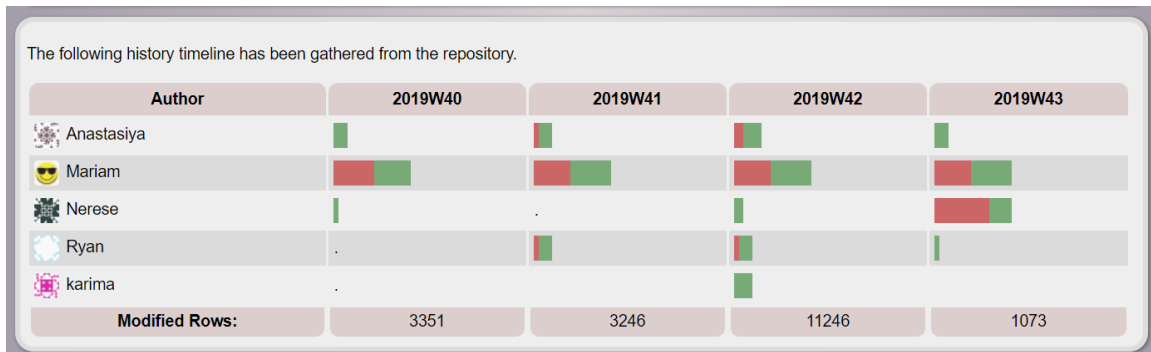 The following history timeline has been gathered from the repository.
Author 2019W40 2019W41 2019W42 2019W43
Anastasiya
Mariam
Nerese .
Ryan .
karima .
Modified Rows: 3351 3246 11246 1073